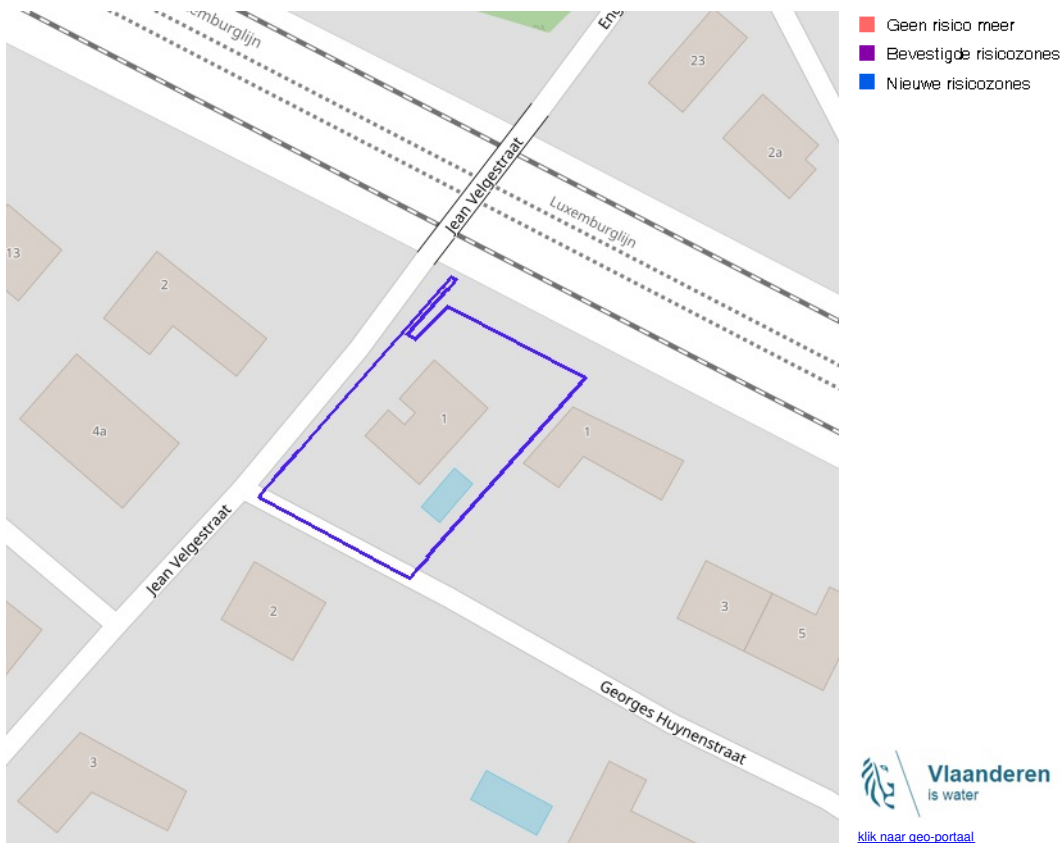 Luxemburglijn
Eng
23
2a
Jean Velgestraat
Luxemburglijn
13
2
4a
1
1
Jean Velgestraat
2
3
5
Georges Huynenstraat
3
Geen risico meer
Bevestigde risicozones
Nieuwe risicozones
Vlaanderen
is water
klik naar geo-portaal